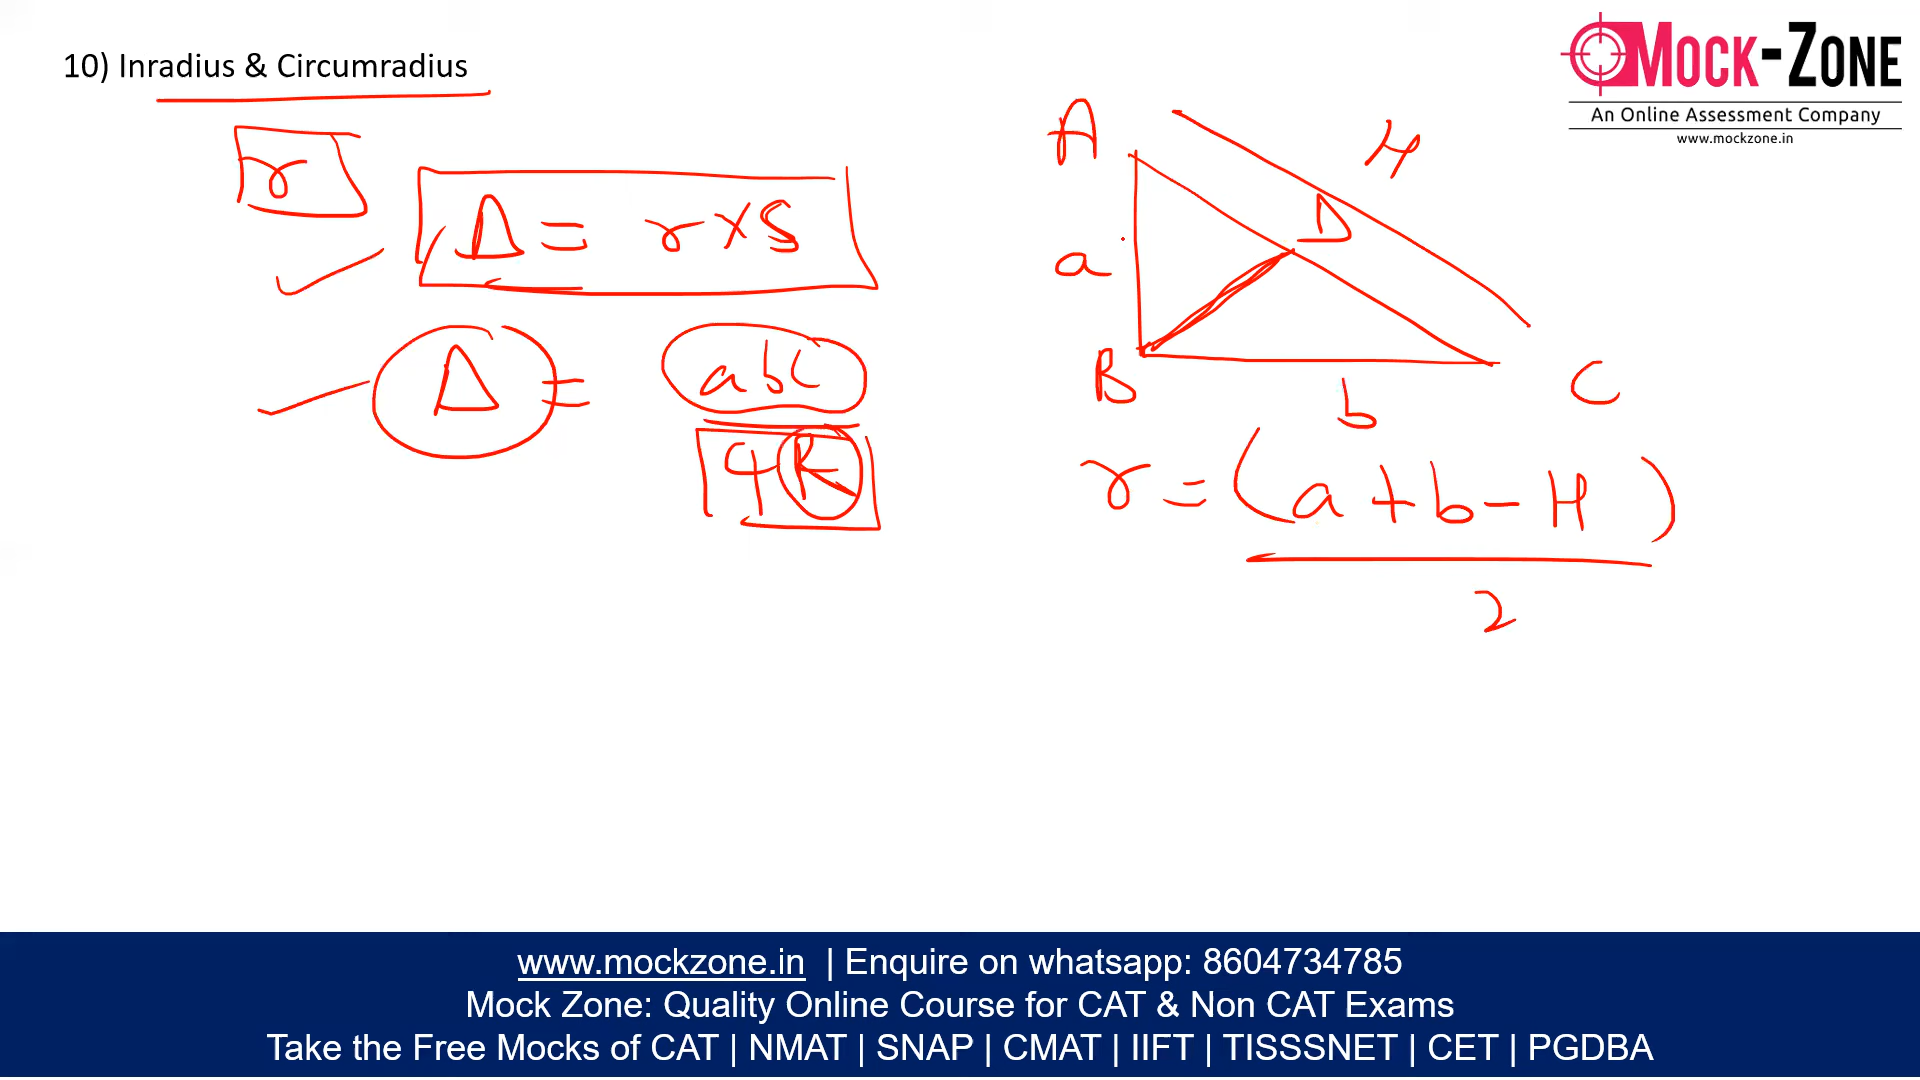 10) Inradius & Circumradius
MOCK-ZONE
An Online Assessment Company
www.mockzone.in
r
Δ = r × s
Δ = abc
4R
A
H
D
a
B
b
C
r = (a + b - H)
2
www.mockzone.in | Enquire on whatsapp: 8604734785
Mock Zone: Quality Online Course for CAT & Non CAT Exams
Take the Free Mocks of CAT | NMAT | SNAP | CMAT | IIFT | TISSSNET | CET | PGDBA